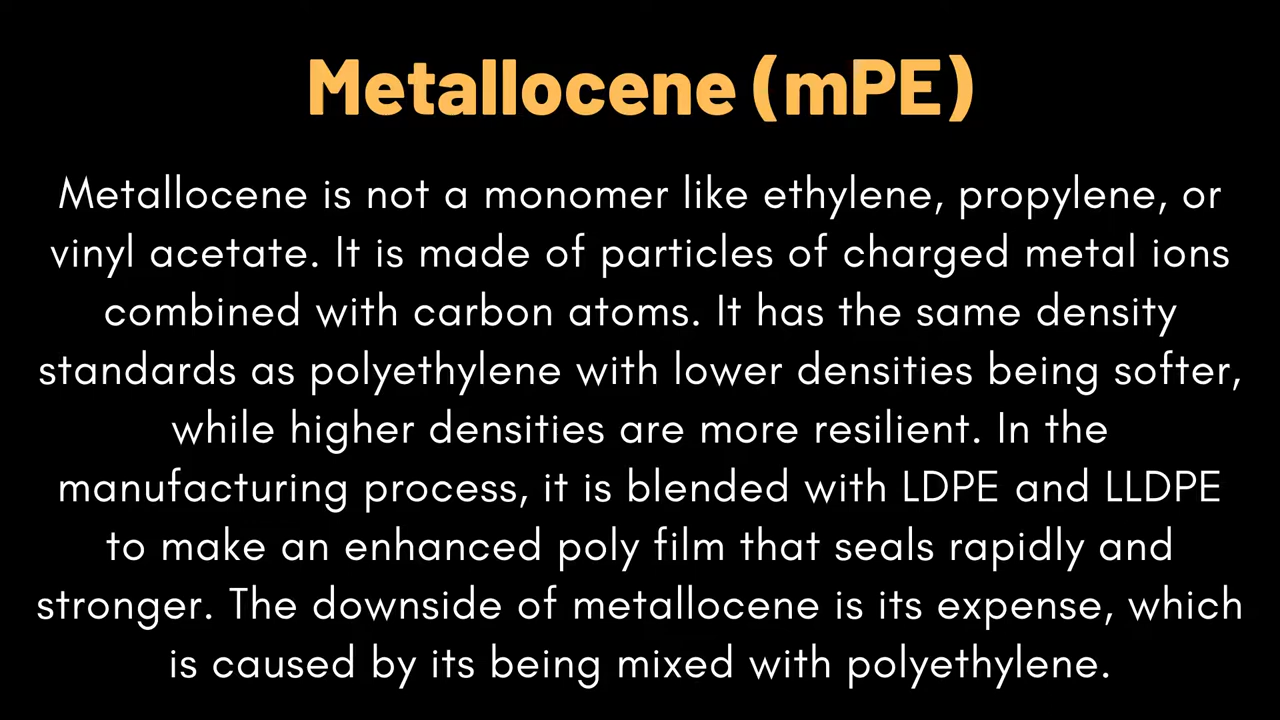 Metallocene (mPE)
Metallocene is not a monomer like ethylene, propylene, or
vinyl acetate. It is made of particles of charged metal ions
combined with carbon atoms. It has the same density
standards as polyethylene with lower densities being softer,
while higher densities are more resilient. In the
manufacturing process, it is blended with LDPE and LLDPE
to make an enhanced poly film that seals rapidly and
stronger. The downside of metallocene is its expense, which
is caused by its being mixed with polyethylene.